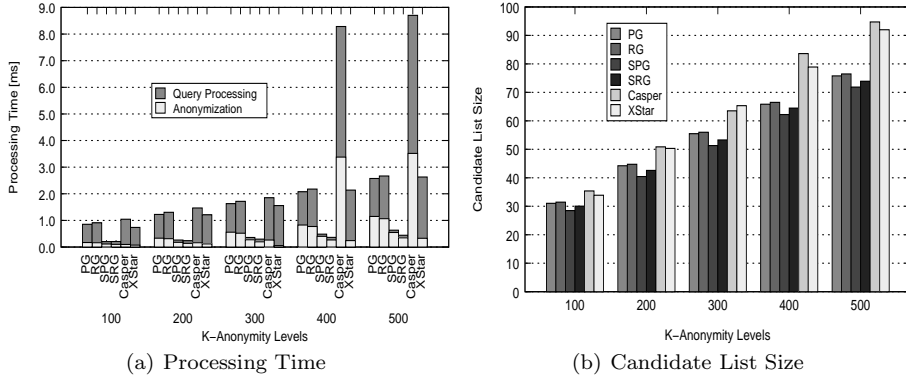 9.0
8.0
7.0
6.0
5.0
4.0
3.0
2.0
1.0
0.0
Processing Time [ms]
Query Processing
Anonymization
PG RG SPG SRG Casper XStar
PG RG SPG SRG Casper XStar
PG RG SPG SRG Casper XStar
PG RG SPG SRG Casper XStar
PG RG SPG SRG Casper XStar
100 200 300 400 500
K−Anonymity Levels
(a) Processing Time
100
90
80
70
60
50
40
30
20
10
0
Candidate List Size
PG
RG
SPG
SRG
Casper
XStar
100 200 300 400 500
K−Anonymity Levels
(b) Candidate List Size